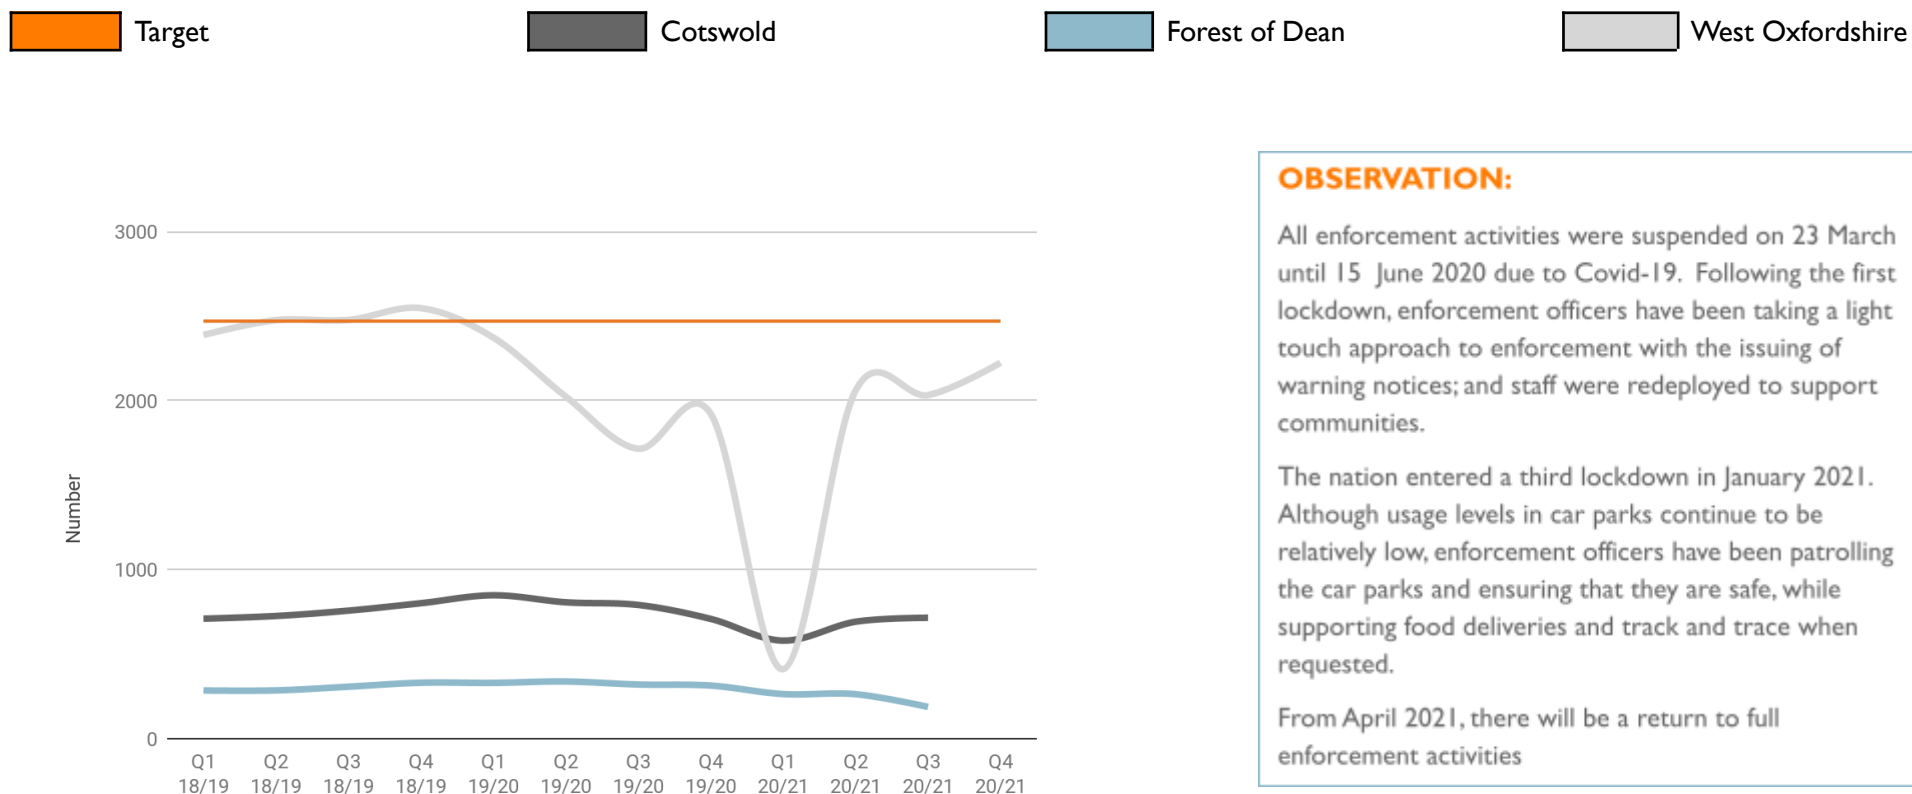 Target
Cotswold
Forest of Dean
West Oxfordshire
3000
2000
1000
0
Number
Q1 Q2 Q3 Q4 Q1 Q2 Q3 Q4 Q1 Q2 Q3 Q4
18/19 18/19 18/19 18/19 19/20 19/20 19/20 19/20 20/21 20/21 20/21 20/21
OBSERVATION:
All enforcement activities were suspended on 23 March
until 15 June 2020 due to Covid-19. Following the first
lockdown, enforcement officers have been taking a light
touch approach to enforcement with the issuing of
warning notices; and staff were redeployed to support
communities.
The nation entered a third lockdown in January 2021.
Although usage levels in car parks continue to be
relatively low, enforcement officers have been patrolling
the car parks and ensuring that they are safe, while
supporting food deliveries and track and trace when
requested.
From April 2021, there will be a return to full
enforcement activities